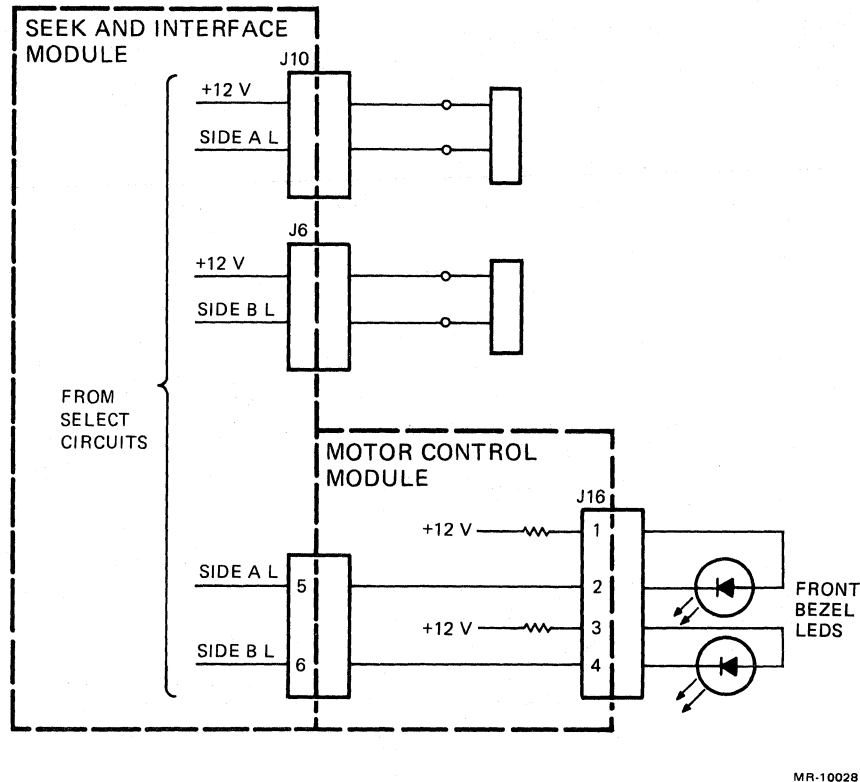 SEEK AND INTERFACE
MODULE
J10
+12 V
SIDE A L
J6
+12 V
SIDE B L
FROM
SELECT
CIRCUITS
MOTOR CONTROL
MODULE
J16
+12 V
1
SIDE A L
5
2
+12 V
3
SIDE B L
6
4
FRONT
BEZEL
LEDS
MR-10028